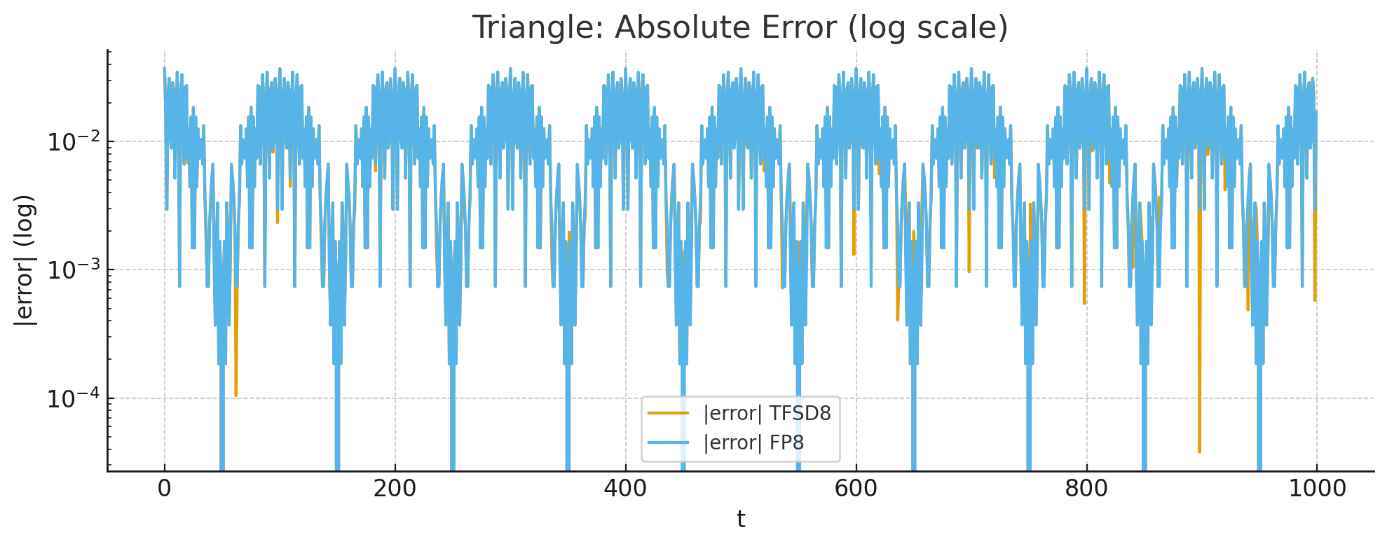 Triangle: Absolute Error (log scale)
|error| (log)
10⁻²
10⁻³
10⁻⁴
|error| TFSD8
|error| FP8
0 200 400 600 800 1000
t